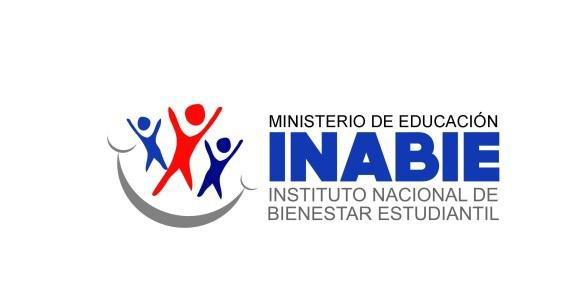 MINISTERIO DE EDUCACIÓN
INABIE
INSTITUTO NACIONAL DE
BIENESTAR ESTUDIANTIL